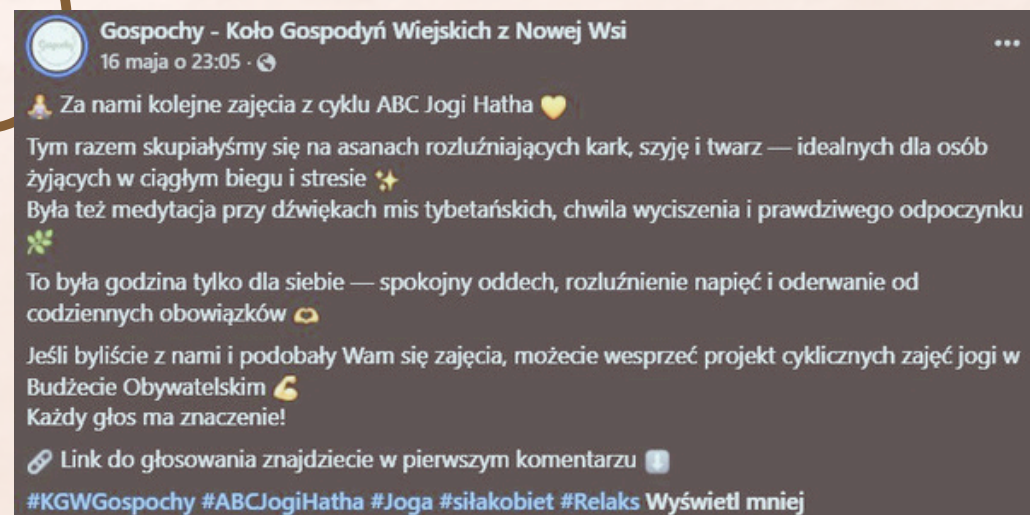 Gospochy - Koło Gospodyń Wiejskich z Nowej Wsi
16 maja o 23:05 ·
🧘 Za nami kolejne zajęcia z cyklu ABC Jogi Hatha 💛
Tym razem skupiałyśmy się na asanach rozluźniających kark, szyję i twarz — idealnych dla osób
żyjących w ciągłym biegu i stresie ✨
Była też medytacja przy dźwiękach mis tybetańskich, chwila wyciszenia i prawdziwego odpoczynku
🌿
To była godzina tylko dla siebie — spokojny oddech, rozluźnienie napięć i oderwanie od
codziennych obowiązków 🫶
Jeśli byliście z nami i podobały Wam się zajęcia, możecie wesprzeć projekt cyklicznych zajęć jogi w
Budżecie Obywatelskim 💪
Każdy głos ma znaczenie!
🔗 Link do głosowania znajdziecie w pierwszym komentarzu ⬇️
#KGWGospochy #ABCJogiHatha #Joga #siłakobiet #Relaks Wyświetl mniej